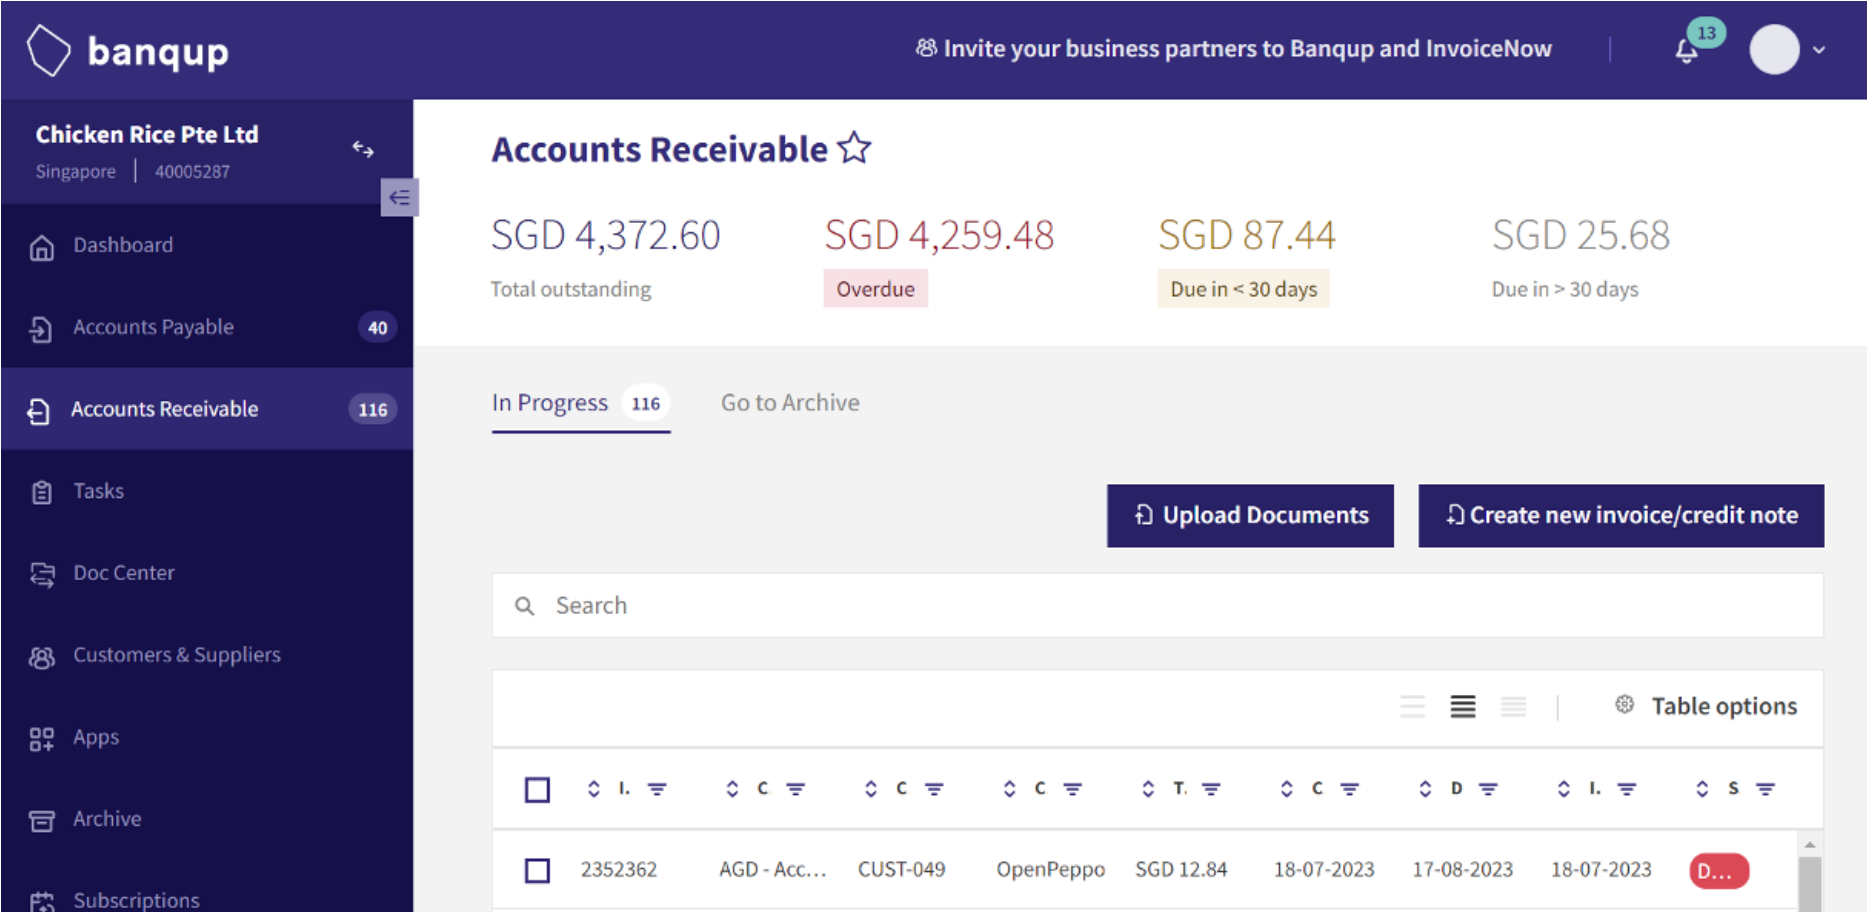 banqup
Invite your business partners to Banqup and InvoiceNow
13
Chicken Rice Pte Ltd
Singapore | 40005287
Dashboard
Accounts Payable 40
Accounts Receivable 116
Tasks
Doc Center
Customers & Suppliers
Apps
Archive
Subscriptions
Accounts Receivable
SGD 4,372.60 SGD 4,259.48 SGD 87.44 SGD 25.68
Total outstanding Overdue Due in < 30 days Due in > 30 days
In Progress 116 Go to Archive
Upload Documents Create new invoice/credit note
Search
Table options
I. C C C T. C D I. S
2352362 AGD - Acc... CUST-049 OpenPeppo SGD 12.84 18-07-2023 17-08-2023 18-07-2023 D...